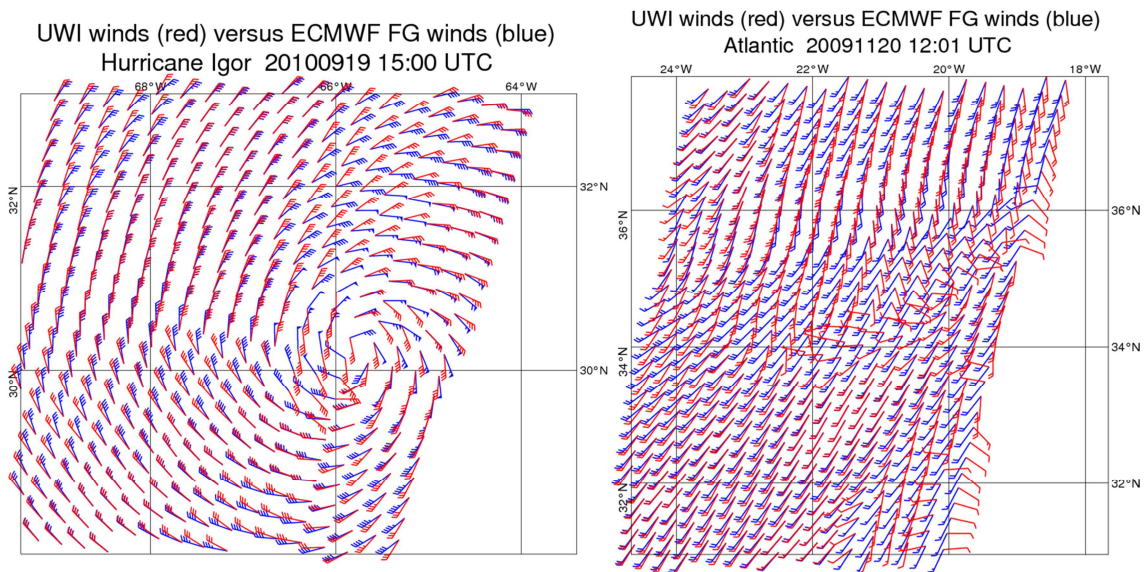 UWI winds (red) versus ECMWF FG winds (blue)
Hurricane Igor 20100919 15:00 UTC
68°W
66°W
64°W
32°N
32°N
30°N
30°N
UWI winds (red) versus ECMWF FG winds (blue)
Atlantic 20091120 12:01 UTC
24°W
22°W
20°W
18°W
36°N
36°N
34°N
34°N
32°N
32°N